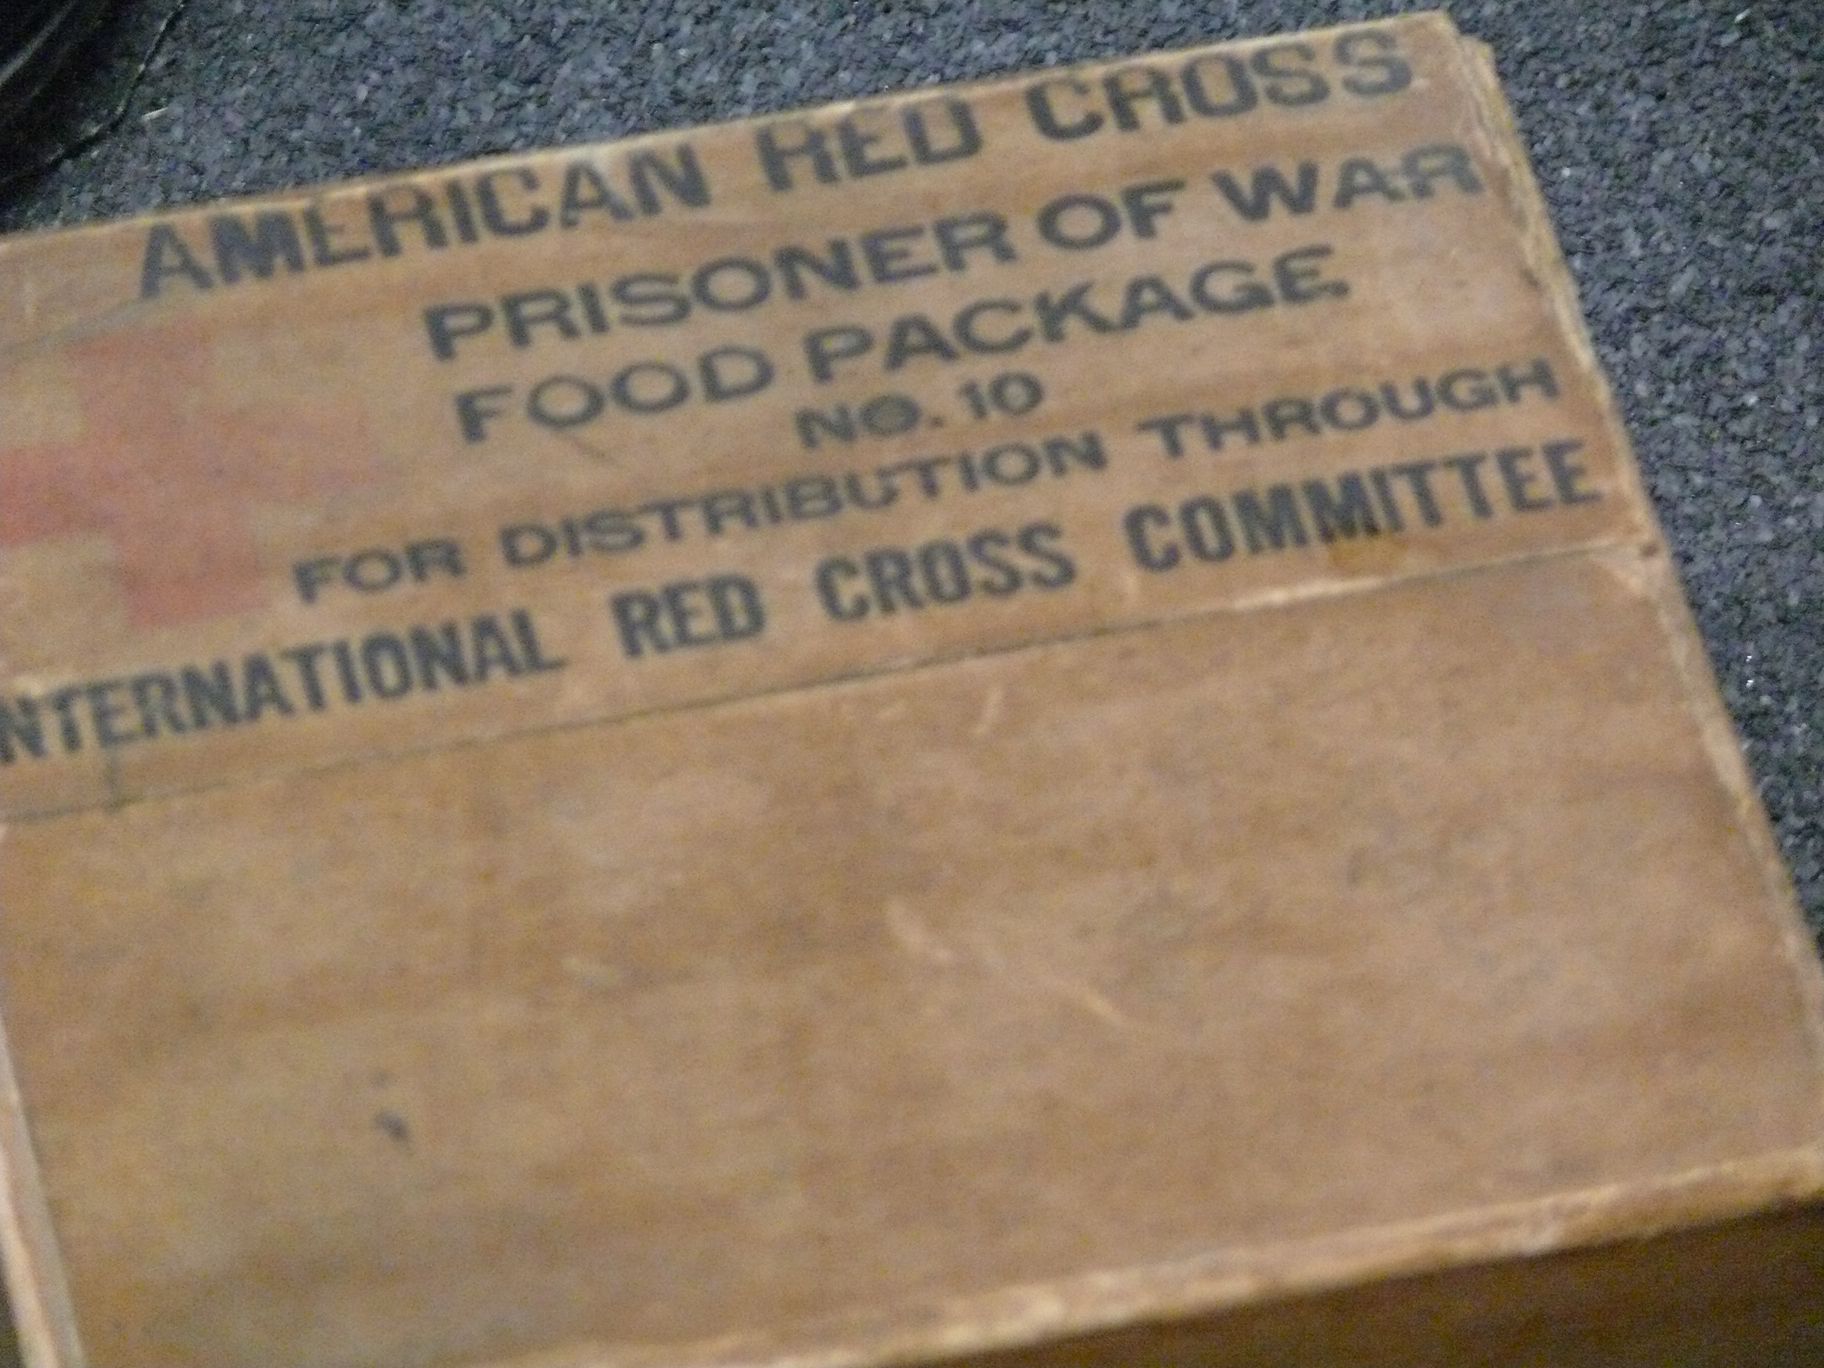 AMERICAN RED CROSS
PRISONER OF WAR
FOOD PACKAGE
NO. 10
FOR DISTRIBUTION THROUGH
INTERNATIONAL RED CROSS COMMITTEE